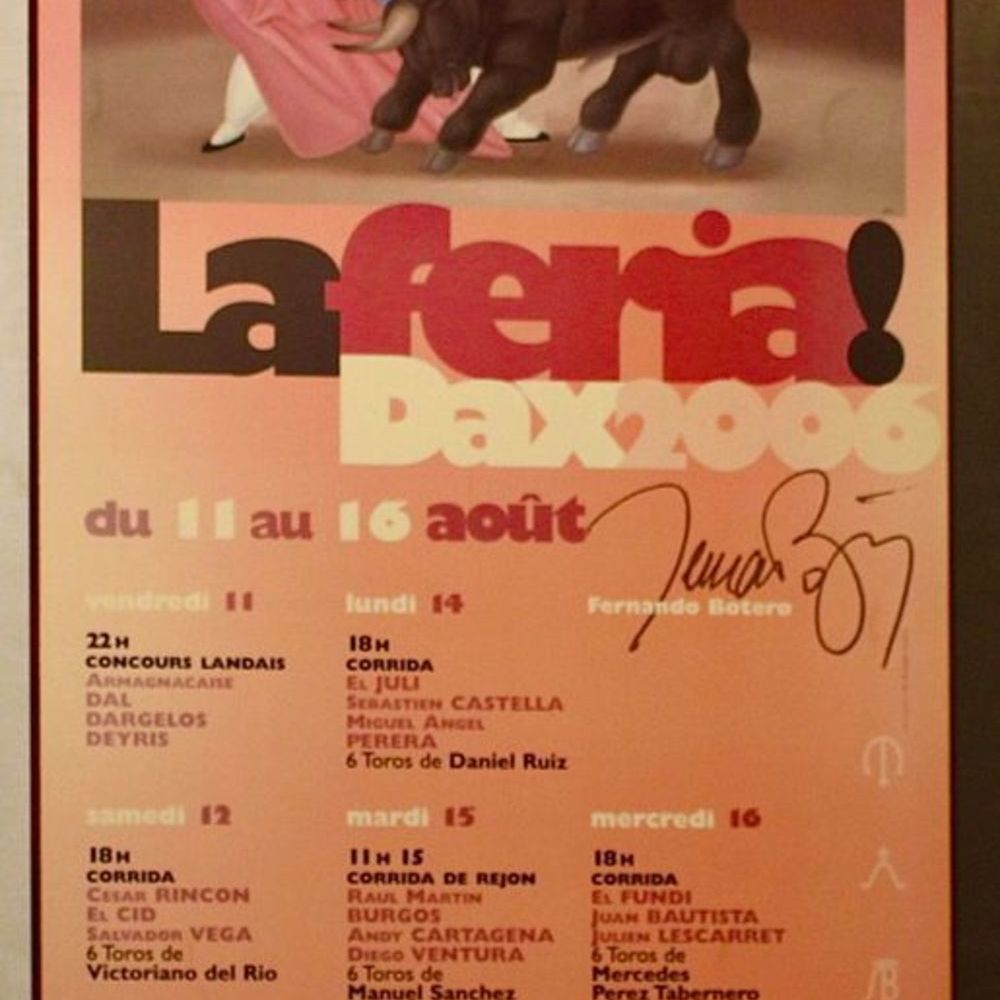 La feria!
Dax2006
du 11 au 16 août
Fernando Botero
vendredi 11
22H
CONCOURS LANDAIS
ARMAGNACAISE
DAL
DARGELOS
DEYRIS
lundi 14
18H
CORRIDA
EL JULI
SEBASTIEN CASTELLA
MIGUEL ANGEL
PERERA
6 Toros de Daniel Ruiz
samedi 12
18H
CORRIDA
CESAR RINCON
EL CID
SALVADOR VEGA
6 Toros de
Victoriano del Rio
mardi 15
11H 15
CORRIDA DE REJON
RAUL MARTIN
BURGOS
ANDY CARTAGENA
DIEGO VENTURA
6 Toros de
Manuel Sanchez
mercredi 16
18H
CORRIDA
EL FUNDI
JUAN BAUTISTA
JULIEN LESCARRET
6 Toros de
Mercedes
Perez Tabernero